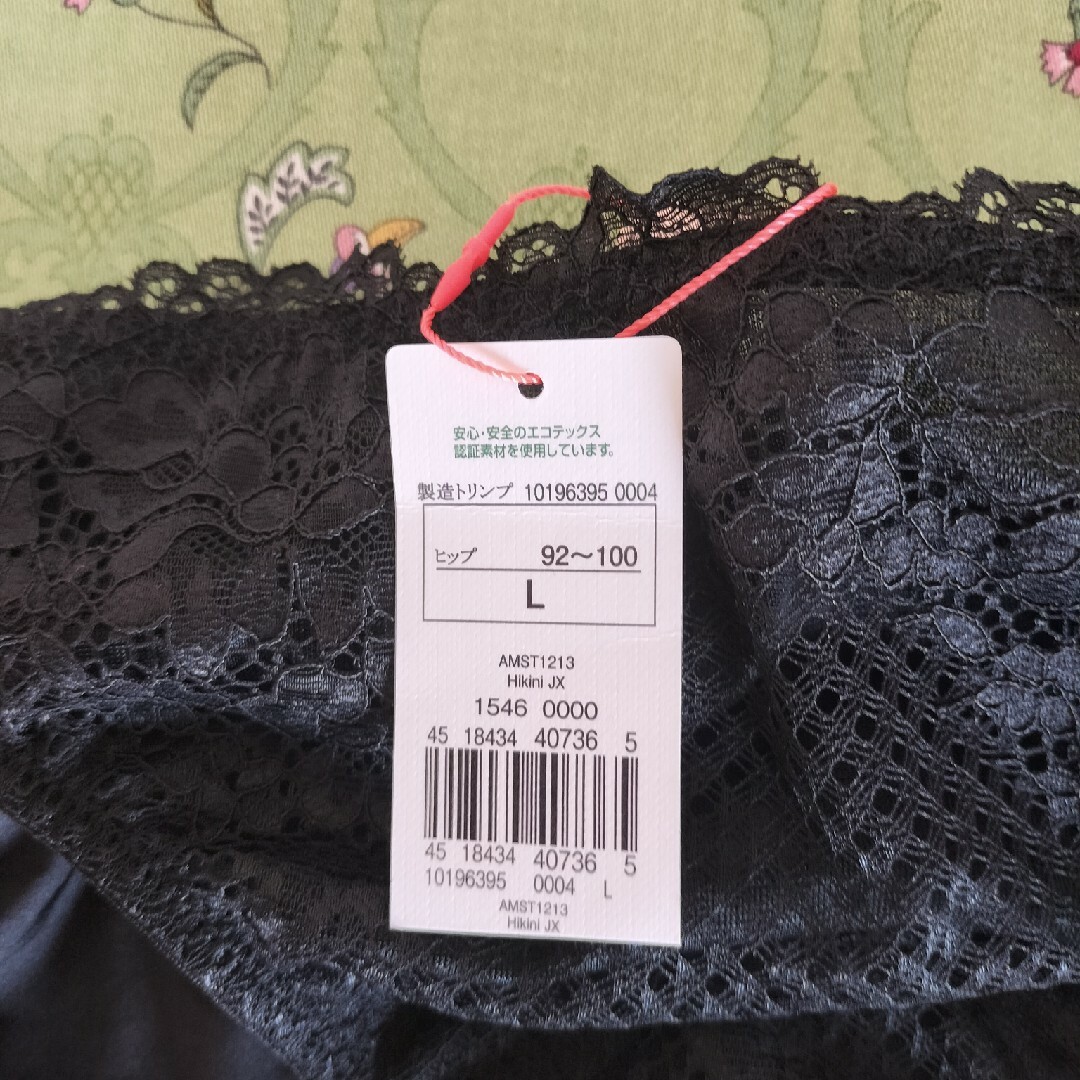 安心・安全のエコテックス
認証素材を使用しています。
製造トリンプ 10196395 0004
ヒップ 92～100
L
AMST1213
Hikini JX
1546 0000
45 18434 40736 5
45 18434 40736 5
10196395 0004 L
AMST1213
Hikini JX